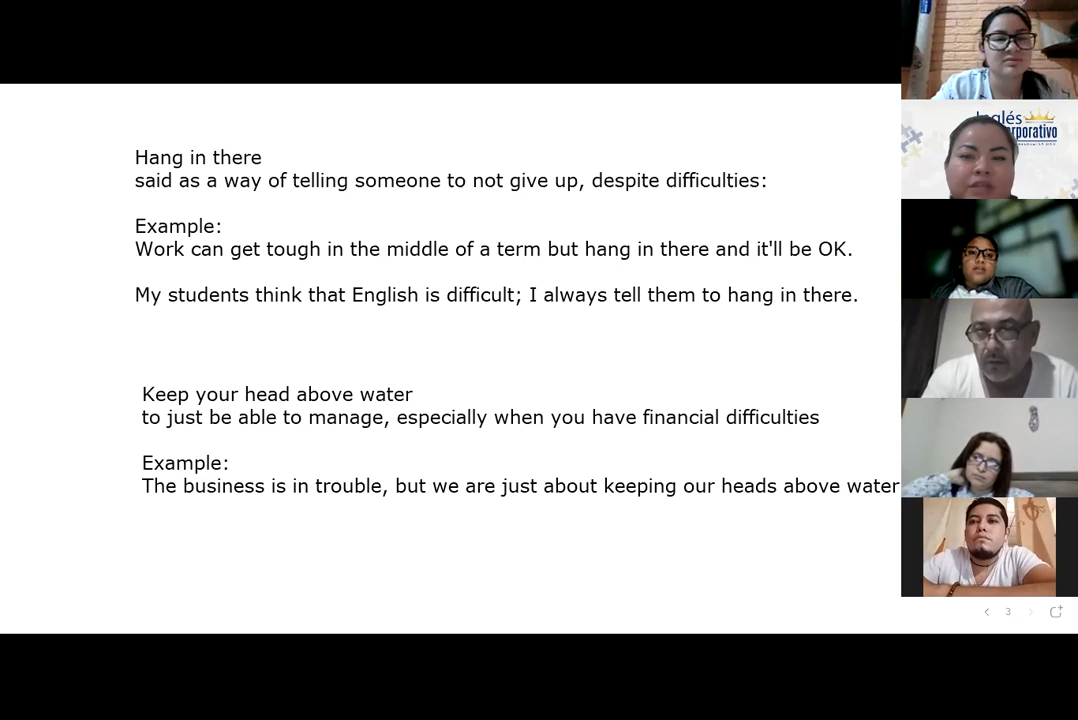 Hang in there
said as a way of telling someone to not give up, despite difficulties:
Example:
Work can get tough in the middle of a term but hang in there and it'll be OK.
My students think that English is difficult; I always tell them to hang in there.
Keep your head above water
to just be able to manage, especially when you have financial difficulties
Example:
The business is in trouble, but we are just about keeping our heads above water
Inglés
rporativo
3